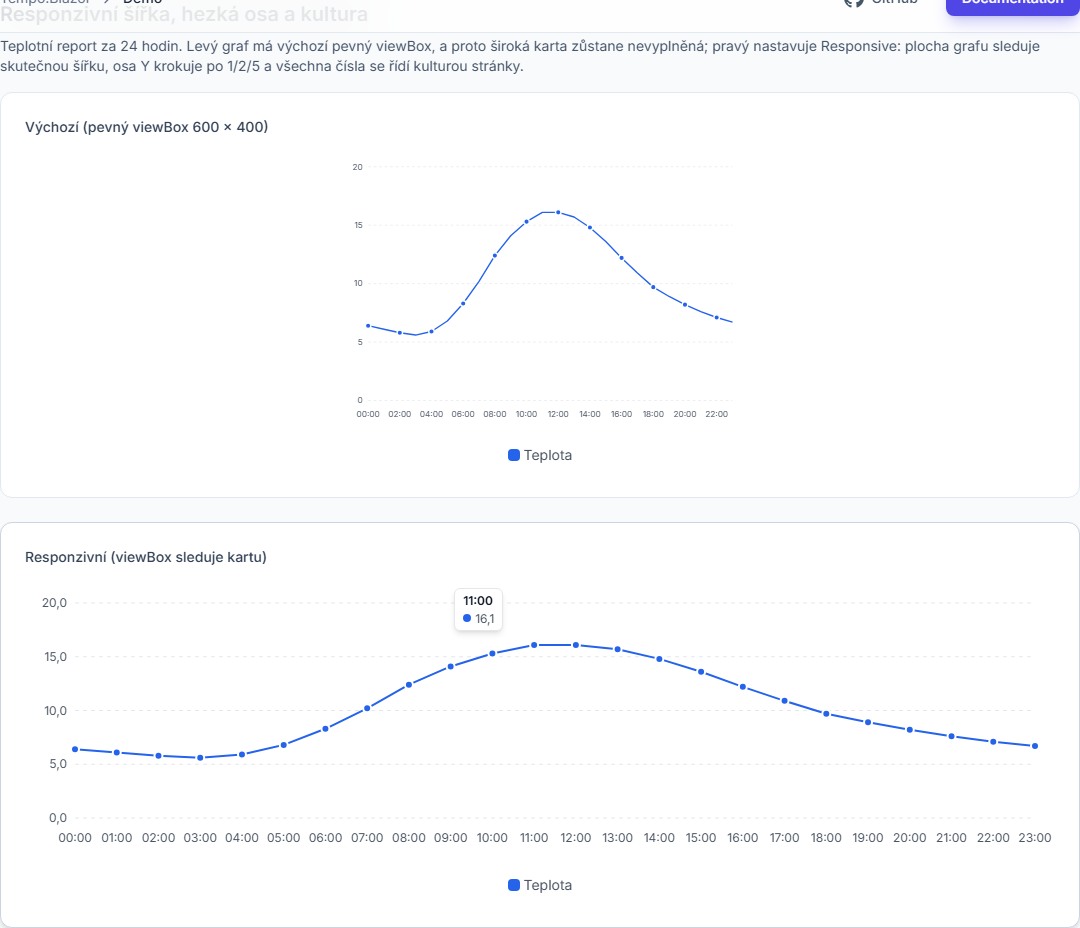 Tempo.Blazor > Demo GitHub Documentation
Responzivní šířka, hezká osa a kultura
Teplotní report za 24 hodin. Levý graf má výchozí pevný viewBox, a proto široká karta zůstane nevyplněná; pravý nastavuje Responsive: plocha grafu sleduje
skutečnou šířku, osa Y krokuje po 1/2/5 a všechna čísla se řídí kulturou stránky.
Výchozí (pevný viewBox 600 × 400)
20
15
10
5
0
00:00 02:00 04:00 06:00 08:00 10:00 12:00 14:00 16:00 18:00 20:00 22:00
Teplota
Responzivní (viewBox sleduje kartu)
20,0
11:00
16,1
15,0
10,0
5,0
0,0
00:00 01:00 02:00 03:00 04:00 05:00 06:00 07:00 08:00 09:00 10:00 11:00 12:00 13:00 14:00 15:00 16:00 17:00 18:00 19:00 20:00 21:00 22:00 23:00
Teplota